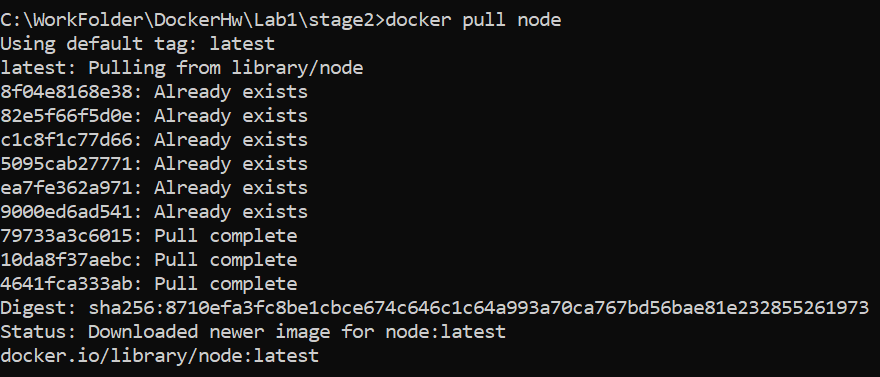 C:\WorkFolder\DockerHw\Lab1\stage2>docker pull node
Using default tag: latest
latest: Pulling from library/node
8f04e8168e38: Already exists
82e5f66f5d0e: Already exists
c1c8f1c77d66: Already exists
5095cab27771: Already exists
ea7fe362a971: Already exists
9000ed6ad541: Already exists
79733a3c6015: Pull complete
10da8f37aebc: Pull complete
4641fca333ab: Pull complete
Digest: sha256:8710efa3fc8be1cbce674c646c1c64a993a70ca767bd56bae81e232855261973
Status: Downloaded newer image for node:latest
docker.io/library/node:latest